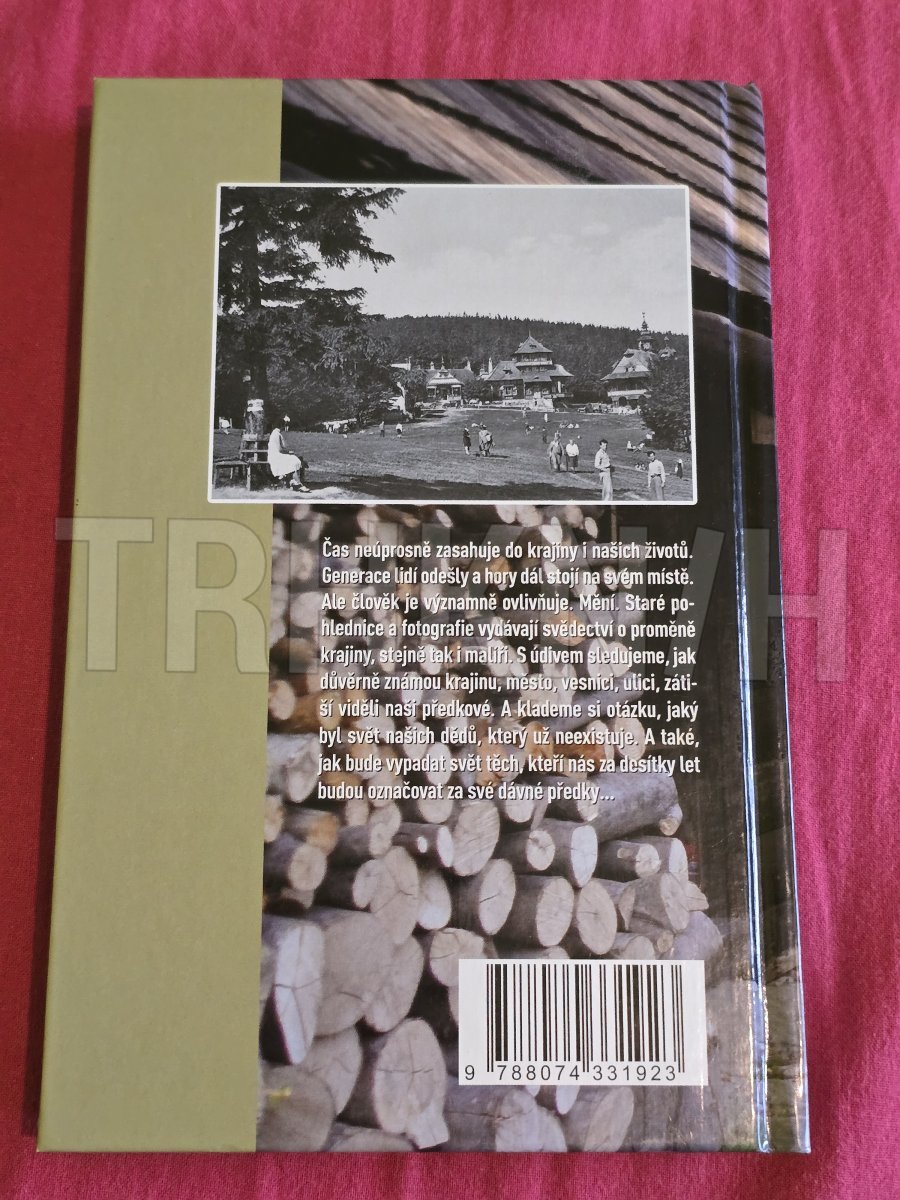 Čas neúprosně zasahuje do krajiny i našich životů.
Generace lidí odešly a hory dál stojí na svém místě.
Ale člověk je významně ovlivňuje. Mění. Staré po-
hlednice a fotografie vydávají svědectví o proměně
krajiny, stejně tak i malíři. S údivem sledujeme, jak
důvěrně známou krajinu, město, vesnici, ulici, záti-
ší viděli naši předkové. A klademe si otázku, jaký
byl svět našich dědů, který už neexistuje. A také,
jak bude vypadat svět těch, kteří nás za desítky let
budou označovat za své dávné předky...
9 788074 331923